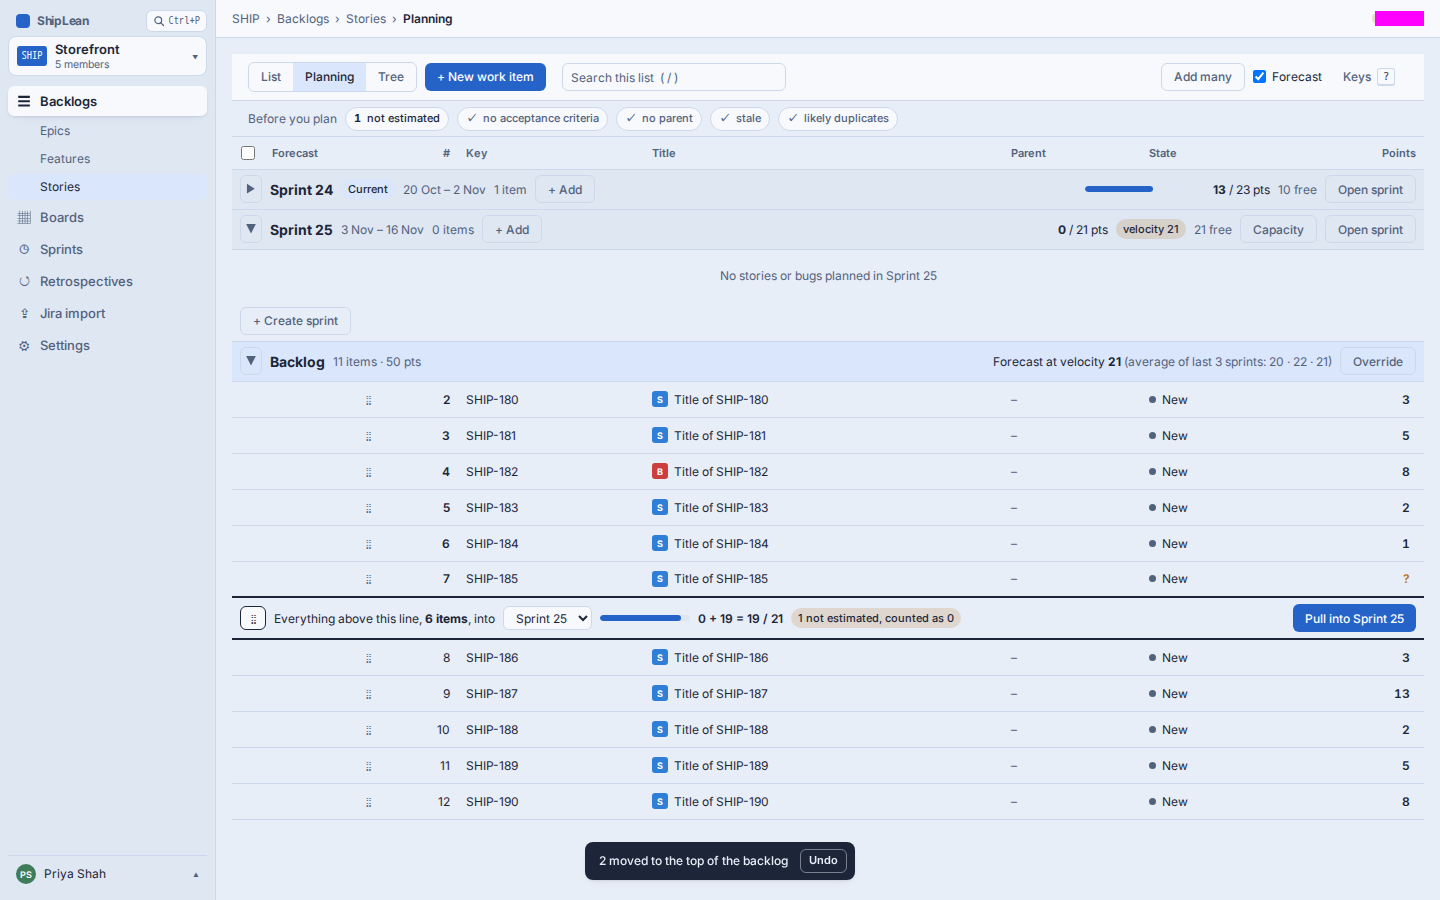 ShipLean Ctrl+P
SHIP Storefront
5 members
Backlogs
Epics
Features
Stories
Boards
Sprints
Retrospectives
Jira import
Settings
PS Priya Shah
SHIP › Backlogs › Stories › Planning
List Planning Tree + New work item Search this list ( / ) Add many Forecast Keys ?
Before you plan 1 not estimated ✓ no acceptance criteria ✓ no parent ✓ stale ✓ likely duplicates
Forecast # Key Title Parent State Points
Sprint 24 Current 20 Oct – 2 Nov 1 item + Add 13 / 23 pts 10 free Open sprint
Sprint 25 3 Nov – 16 Nov 0 items + Add 0 / 21 pts velocity 21 21 free Capacity Open sprint
No stories or bugs planned in Sprint 25
+ Create sprint
Backlog 11 items · 50 pts Forecast at velocity 21 (average of last 3 sprints: 20 · 22 · 21) Override
2 SHIP-180 S Title of SHIP-180 – New 3
3 SHIP-181 S Title of SHIP-181 – New 5
4 SHIP-182 B Title of SHIP-182 – New 8
5 SHIP-183 S Title of SHIP-183 – New 2
6 SHIP-184 S Title of SHIP-184 – New 1
7 SHIP-185 S Title of SHIP-185 – New ?
Everything above this line, 6 items, into Sprint 25 0 + 19 = 19 / 21 1 not estimated, counted as 0 Pull into Sprint 25
8 SHIP-186 S Title of SHIP-186 – New 3
9 SHIP-187 S Title of SHIP-187 – New 13
10 SHIP-188 S Title of SHIP-188 – New 2
11 SHIP-189 S Title of SHIP-189 – New 5
12 SHIP-190 S Title of SHIP-190 – New 8
2 moved to the top of the backlog Undo